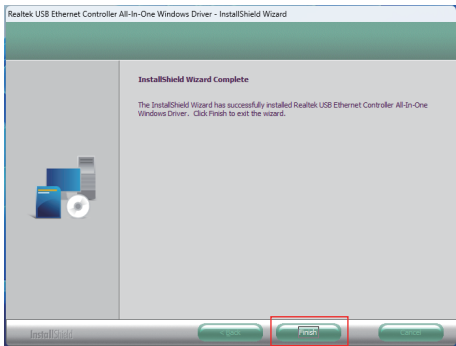 Realtek USB Ethernet Controller All-In-One Windows Driver - InstallShield Wizard
InstallShield Wizard Complete
The InstallShield Wizard has successfully installed Realtek USB Ethernet Controller All-In-One
Windows Driver. Click Finish to exit the wizard.
InstallShield
< Back
Finish
Cancel